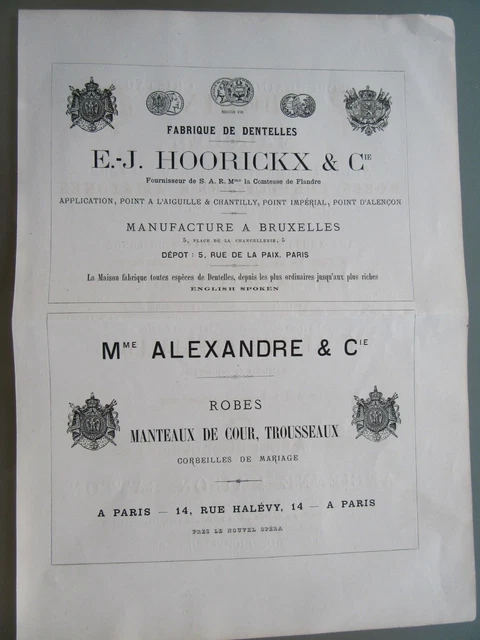 FABRIQUE DE DENTELLES
E.-J. HOORICKX & CIE
Fournisseur de S. A. R. Mme la Comtesse de Flandre
APPLICATION, POINT A L'AIGUILLE & CHANTILLY, POINT IMPÉRIAL, POINT D'ALENÇON
MANUFACTURE A BRUXELLES
5, PLACE DE LA CHANCELLERIE, 5
DÉPOT : 5, RUE DE LA PAIX, PARIS
La Maison fabrique toutes espèces de Dentelles, depuis les plus ordinaires jusqu'aux plus riches
ENGLISH SPOKEN
MME ALEXANDRE & CIE
ROBES
MANTEAUX DE COUR, TROUSSEAUX
CORBEILLES DE MARIAGE
A PARIS — 14, RUE HALÉVY, 14 — A PARIS
PRÈS LE NOUVEL OPÉRA